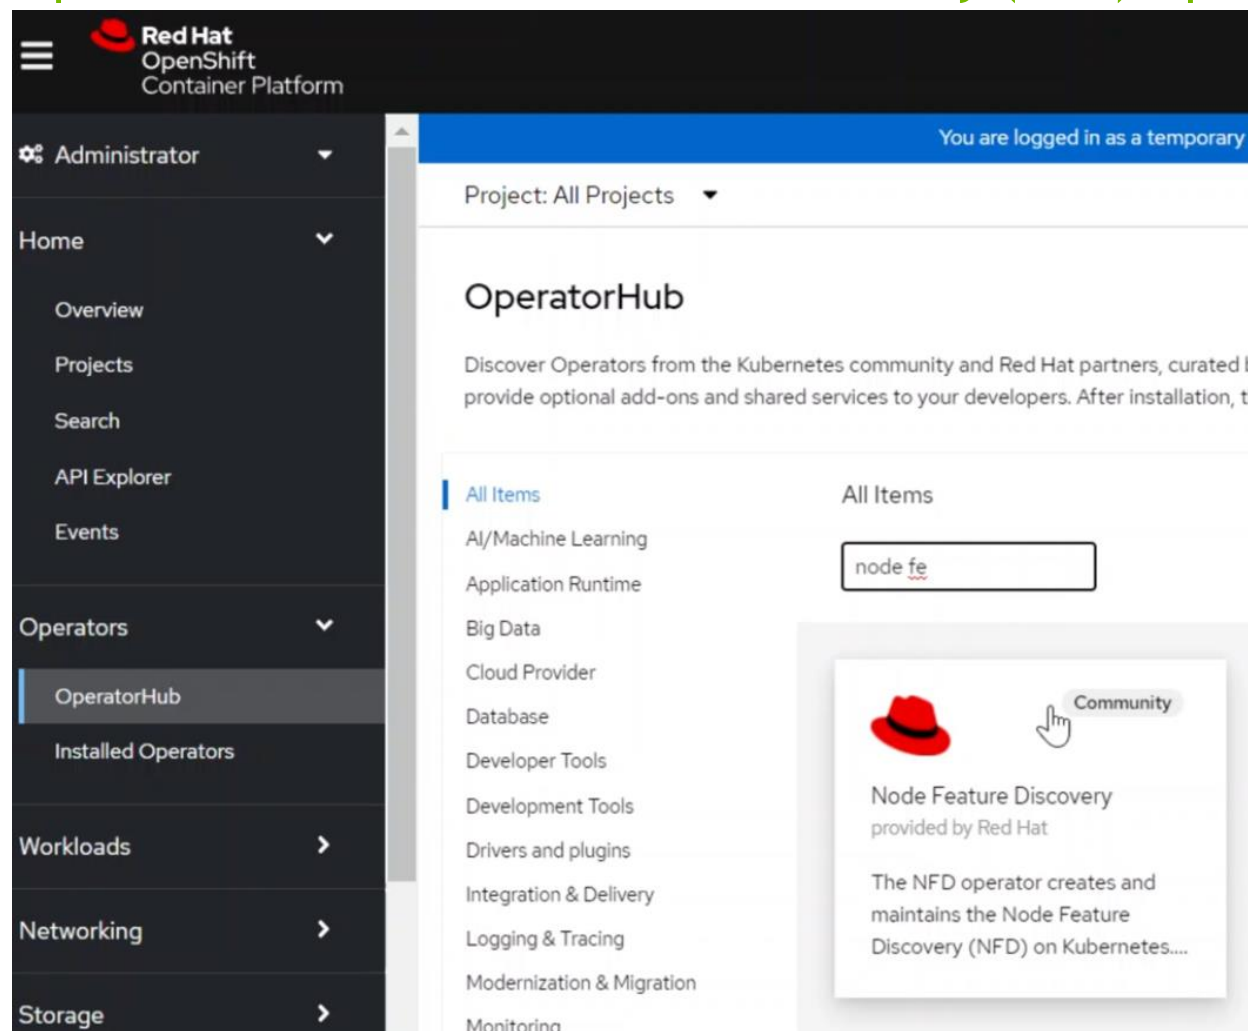 Red Hat
OpenShift
Container Platform
Administrator
Home
Overview
Projects
Search
API Explorer
Events
Operators
OperatorHub
Installed Operators
Workloads
Networking
Storage
You are logged in as a temporary
Project: All Projects
OperatorHub
Discover Operators from the Kubernetes community and Red Hat partners, curated
provide optional add-ons and shared services to your developers. After installation,
All Items
AI/Machine Learning
Application Runtime
Big Data
Cloud Provider
Database
Developer Tools
Development Tools
Drivers and plugins
Integration & Delivery
Logging & Tracing
Modernization & Migration
Monitoring
All Items
node fe
Community
Node Feature Discovery
provided by Red Hat
The NFD operator creates and
maintains the Node Feature
Discovery (NFD) on Kubernetes....